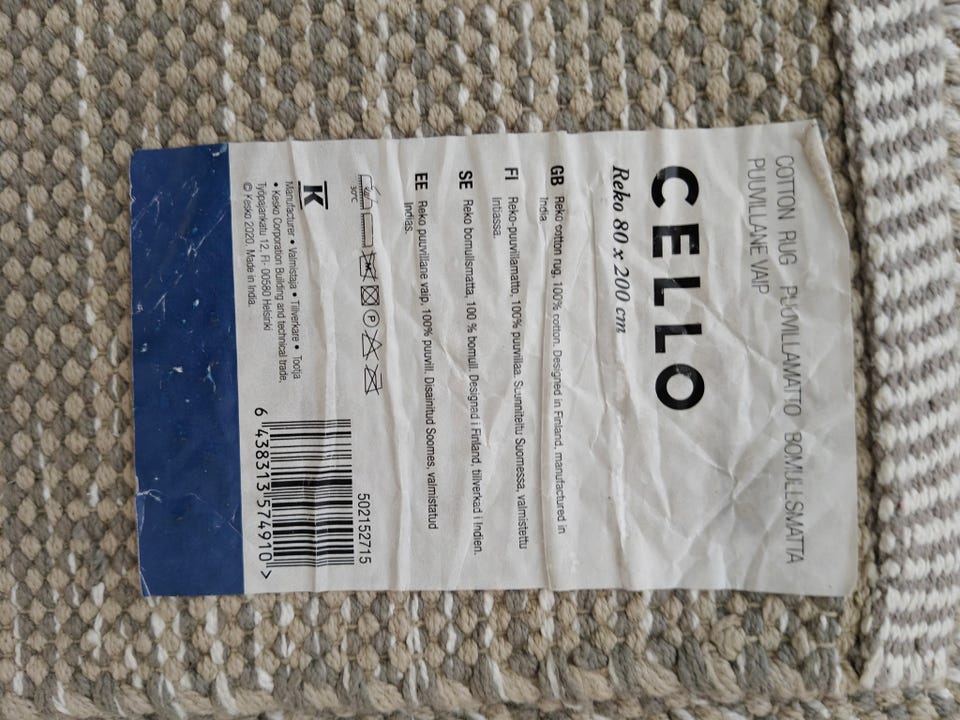 COTTON RUG PUUVILLAMATTO BOMULLSMATTA
PUUVILLANE VAIP
CELLO
Reko 80 x 200 cm
GB Reko cotton rug, 100% cotton. Designed in Finland, manufactured in
India
FI Reko-puuvillamatto, 100% puuvillaa. Suunniteltu Suomessa, valmistettu
Intiassa.
SE Reko bomullsmatta, 100 % bomull. Designad i Finland, tillverkad i Indien.
EE Reko puuvillane vaip, 100% puuvill. Disainitud Soomes, valmistatud
Indias.
30°C
P
K
Manufacturer • Valmistaja • Tillverkare • Tootja
• Kesko Corporation Building and technical trade,
Työpajankatu 12, FI- 00580 Helsinki
© Kesko 2020. Made in India.
502152715
6 438313 574910 >